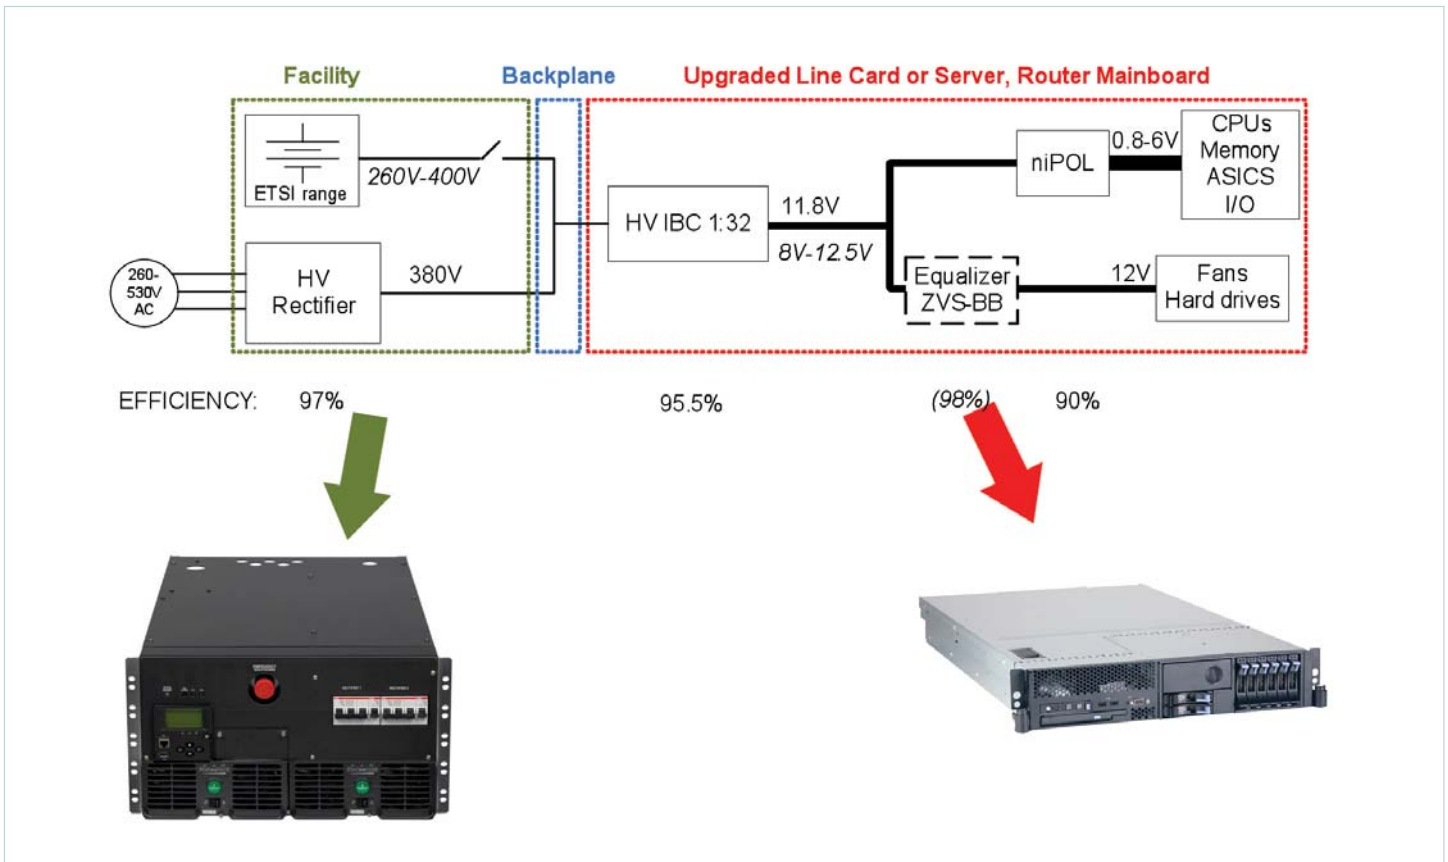 Facility
Backplane
Upgraded Line Card or Server, Router Mainboard
ETSI range
260V-400V
260-
530V
AC
HV
Rectifier
380V
HV IBC 1:32
11.8V
8V-12.5V
niPOL
0.8-6V
CPUs
Memory
ASICS
I/O
Equalizer
ZVS-BB
12V
Fans
Hard drives
EFFICIENCY: 97% 95.5% (98%) 90%